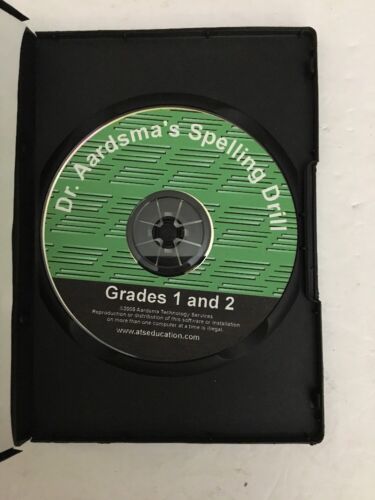 Dr. Aardsma's Spelling Drill
Grades 1 and 2
Aardsma Technology Services
Reproduction or distribution of this software or installation
on more than one computer at a time is illegal.
www.atseducation.com